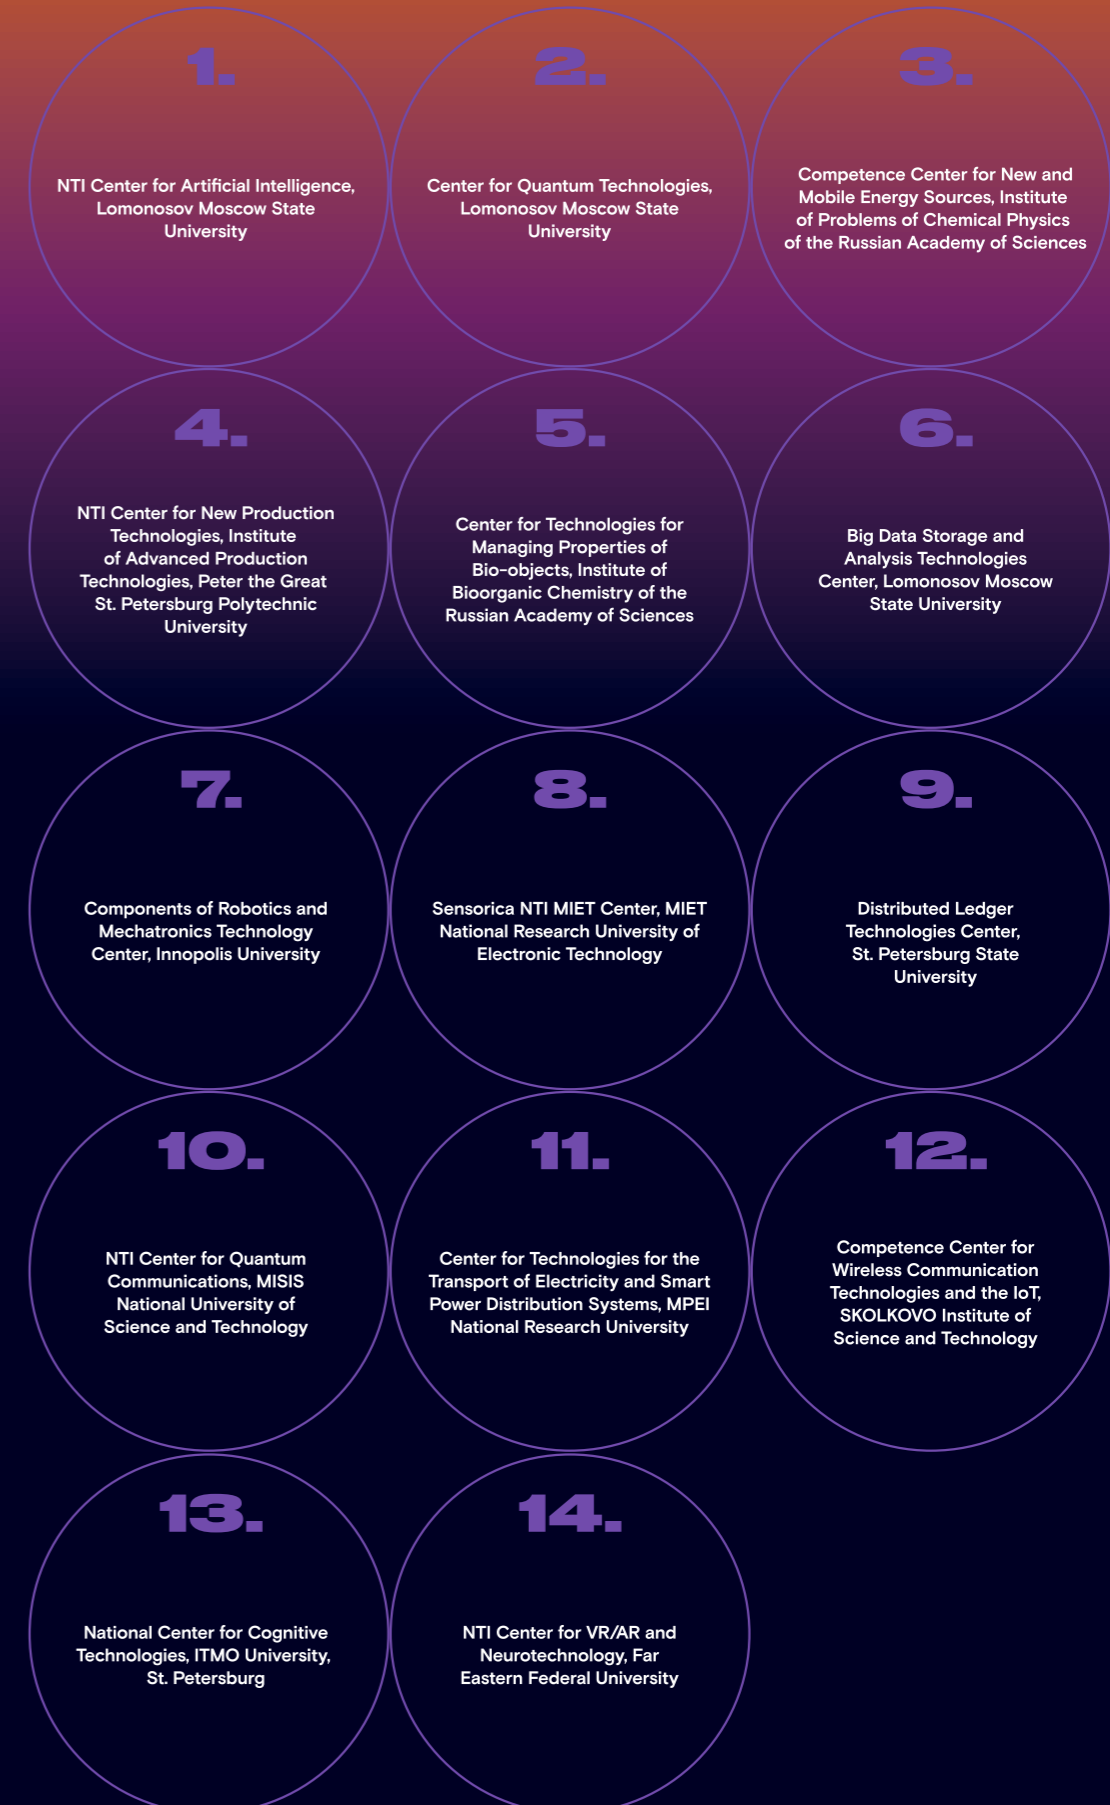 1.
NTI Center for Artificial Intelligence,
Lomonosov Moscow State
University
2.
Center for Quantum Technologies,
Lomonosov Moscow State
University
3.
Competence Center for New and
Mobile Energy Sources, Institute
of Problems of Chemical Physics
of the Russian Academy of Sciences
4.
NTI Center for New Production
Technologies, Institute
of Advanced Production
Technologies, Peter the Great
St. Petersburg Polytechnic
University
5.
Center for Technologies for
Managing Properties of
Bio-objects, Institute of
Bioorganic Chemistry of the
Russian Academy of Sciences
6.
Big Data Storage and
Analysis Technologies
Center, Lomonosov Moscow
State University
7.
Components of Robotics and
Mechatronics Technology
Center, Innopolis University
8.
Sensorica NTI MIET Center, MIET
National Research University of
Electronic Technology
9.
Distributed Ledger
Technologies Center,
St. Petersburg State
University
10.
NTI Center for Quantum
Communications, MISIS
National University of
Science and Technology
11.
Center for Technologies for the
Transport of Electricity and Smart
Power Distribution Systems, MPEI
National Research University
12.
Competence Center for
Wireless Communication
Technologies and the IoT,
SKOLKOVO Institute of
Science and Technology
13.
National Center for Cognitive
Technologies, ITMO University,
St. Petersburg
14.
NTI Center for VR/AR and
Neurotechnology, Far
Eastern Federal University